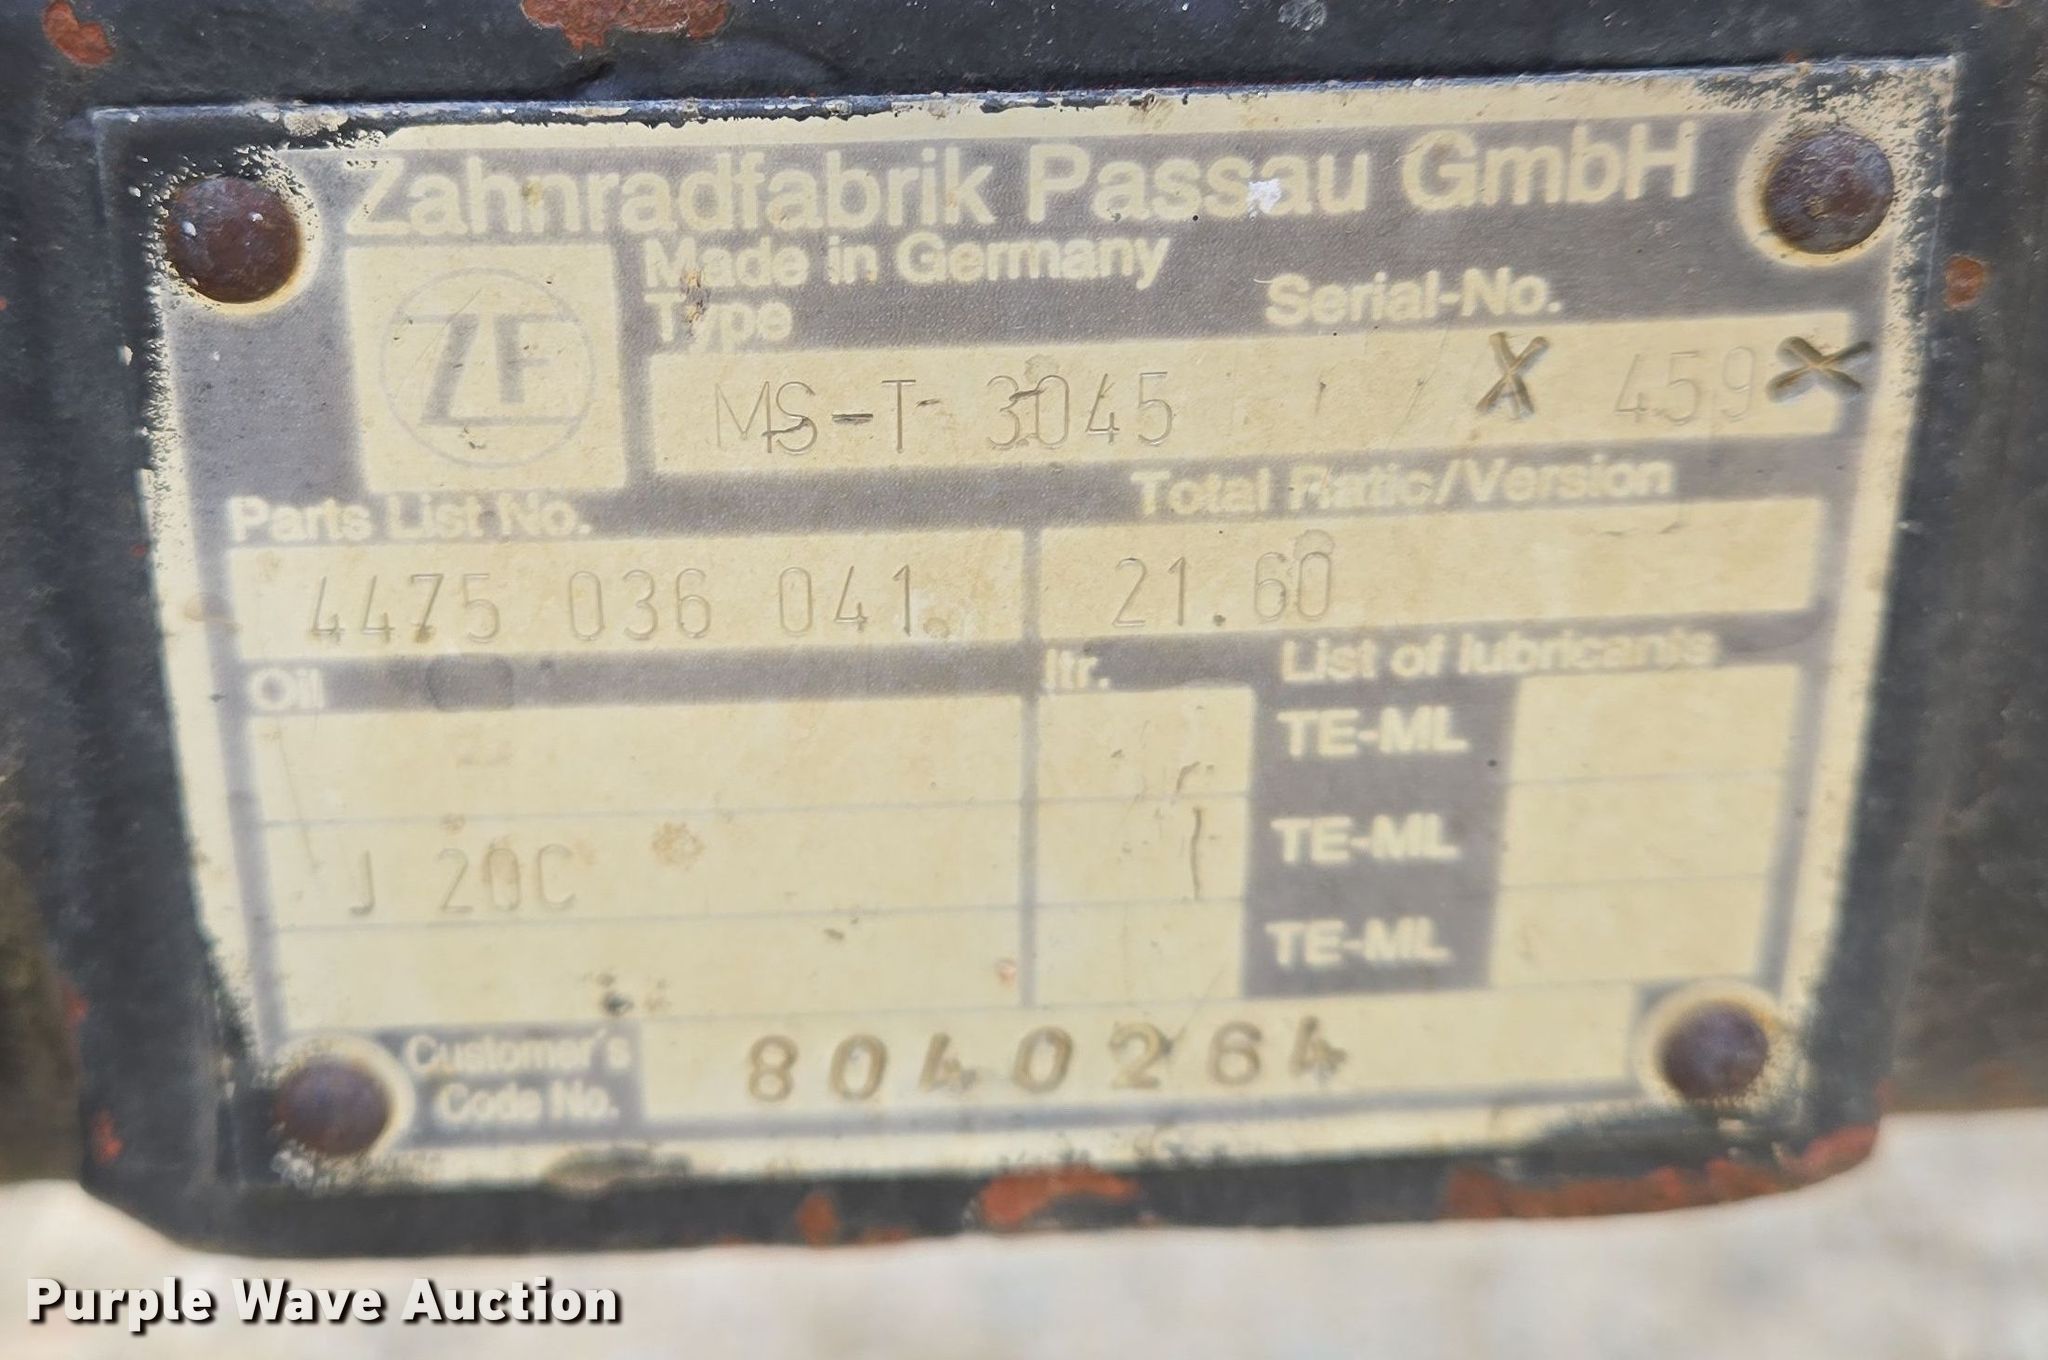 Zahnradfabrik Passau GmbH
ZF
Made in Germany
Type Serial-No.
MS-T 3045 X 459 X
Parts List No. Total Ratio/Version
4475 036 041 21.60
Oil ltr. List of lubricants
TE-ML
J 20C TE-ML
TE-ML
Customer's
Code No.
8040264
Purple Wave Auction